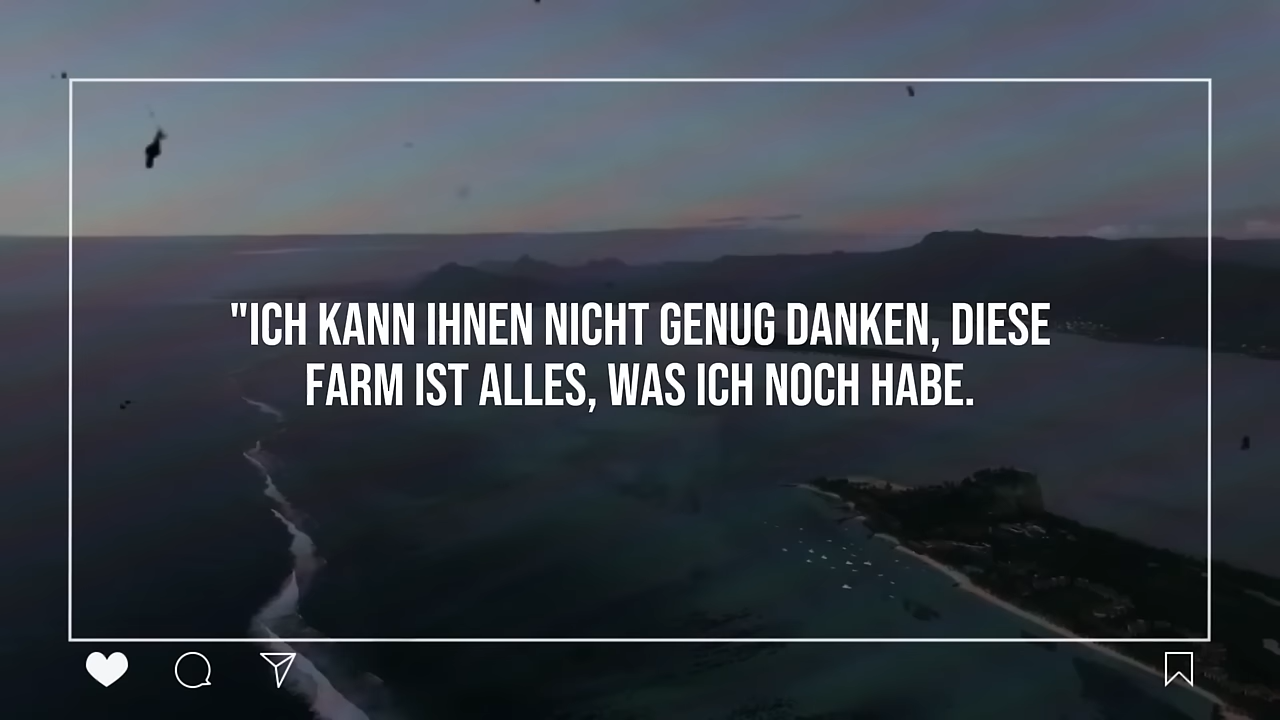 "ICH KANN IHNEN NICHT GENUG DANKEN, DIESE
FARM IST ALLES, WAS ICH NOCH HABE.